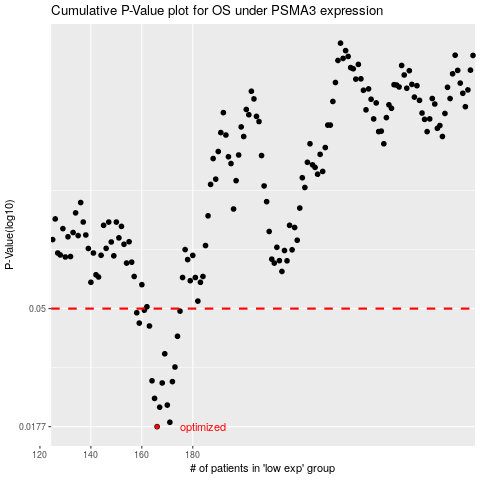 Cumulative P-Value plot for OS under PSMA3 expression
P-Value(log10)
0.05
0.0177
optimized
120 140 160 180
# of patients in 'low exp' group